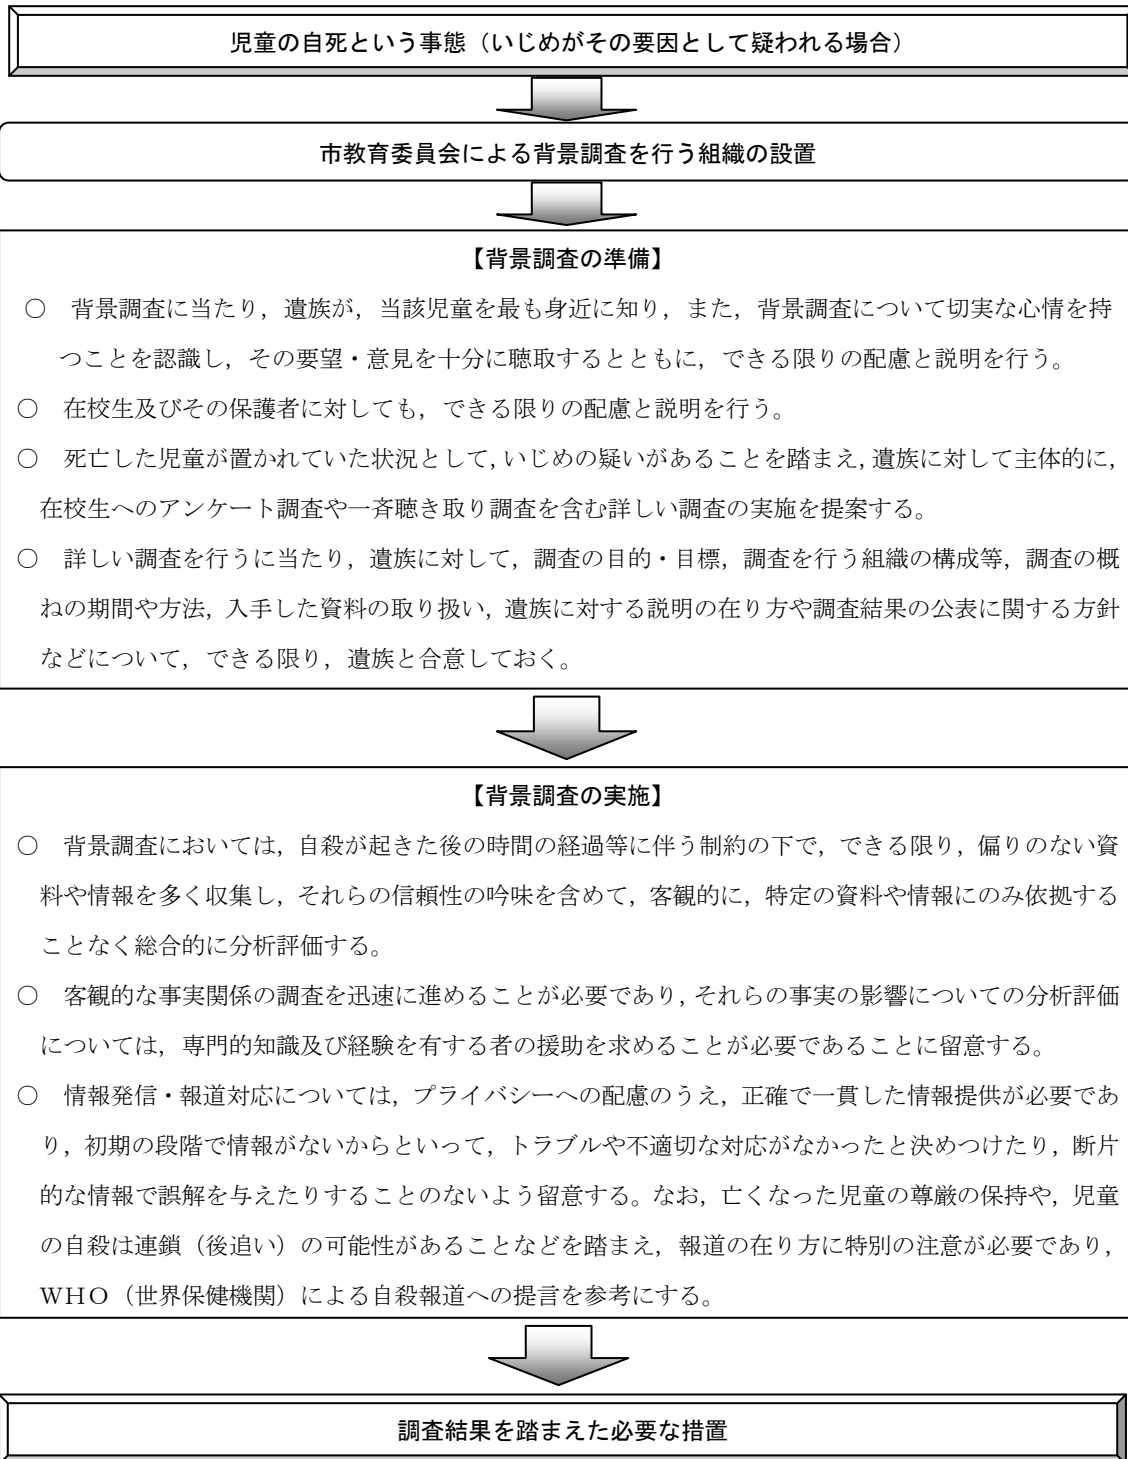 児童の自死という事態（いじめがその要因として疑われる場合）
市教育委員会による背景調査を行う組織の設置
【背景調査の準備】
○　背景調査に当たり，遺族が，当該児童を最も身近に知り，また，背景調査について切実な心情を持
つことを認識し，その要望・意見を十分に聴取するとともに，できる限りの配慮と説明を行う。
○　在校生及びその保護者に対しても，できる限りの配慮と説明を行う。
○　死亡した児童が置かれていた状況として，いじめの疑いがあることを踏まえ，遺族に対して主体的に，
在校生へのアンケート調査や一斉聴き取り調査を含む詳しい調査の実施を提案する。
○　詳しい調査を行うに当たり，遺族に対して，調査の目的・目標，調査を行う組織の構成等，調査の概
ねの期間や方法，入手した資料の取り扱い，遺族に対する説明の在り方や調査結果の公表に関する方針
などについて，できる限り，遺族と合意しておく。
【背景調査の実施】
○　背景調査においては，自殺が起きた後の時間の経過等に伴う制約の下で，できる限り，偏りのない資
料や情報を多く収集し，それらの信頼性の吟味を含めて，客観的に，特定の資料や情報にのみ依拠する
ことなく総合的に分析評価する。
○　客観的な事実関係の調査を迅速に進めることが必要であり，それらの事実の影響についての分析評価
については，専門的知識及び経験を有する者の援助を求めることが必要であることに留意する。
○　情報発信・報道対応については，プライバシーへの配慮のうえ，正確で一貫した情報提供が必要であ
り，初期の段階で情報がないからといって，トラブルや不適切な対応がなかったと決めつけたり，断片
的な情報で誤解を与えたりすることのないよう留意する。なお，亡くなった児童の尊厳の保持や，児童
の自殺は連鎖（後追い）の可能性があることなどを踏まえ，報道の在り方に特別の注意が必要であり，
ＷＨＯ（世界保健機関）による自殺報道への提言を参考にする。
調査結果を踏まえた必要な措置